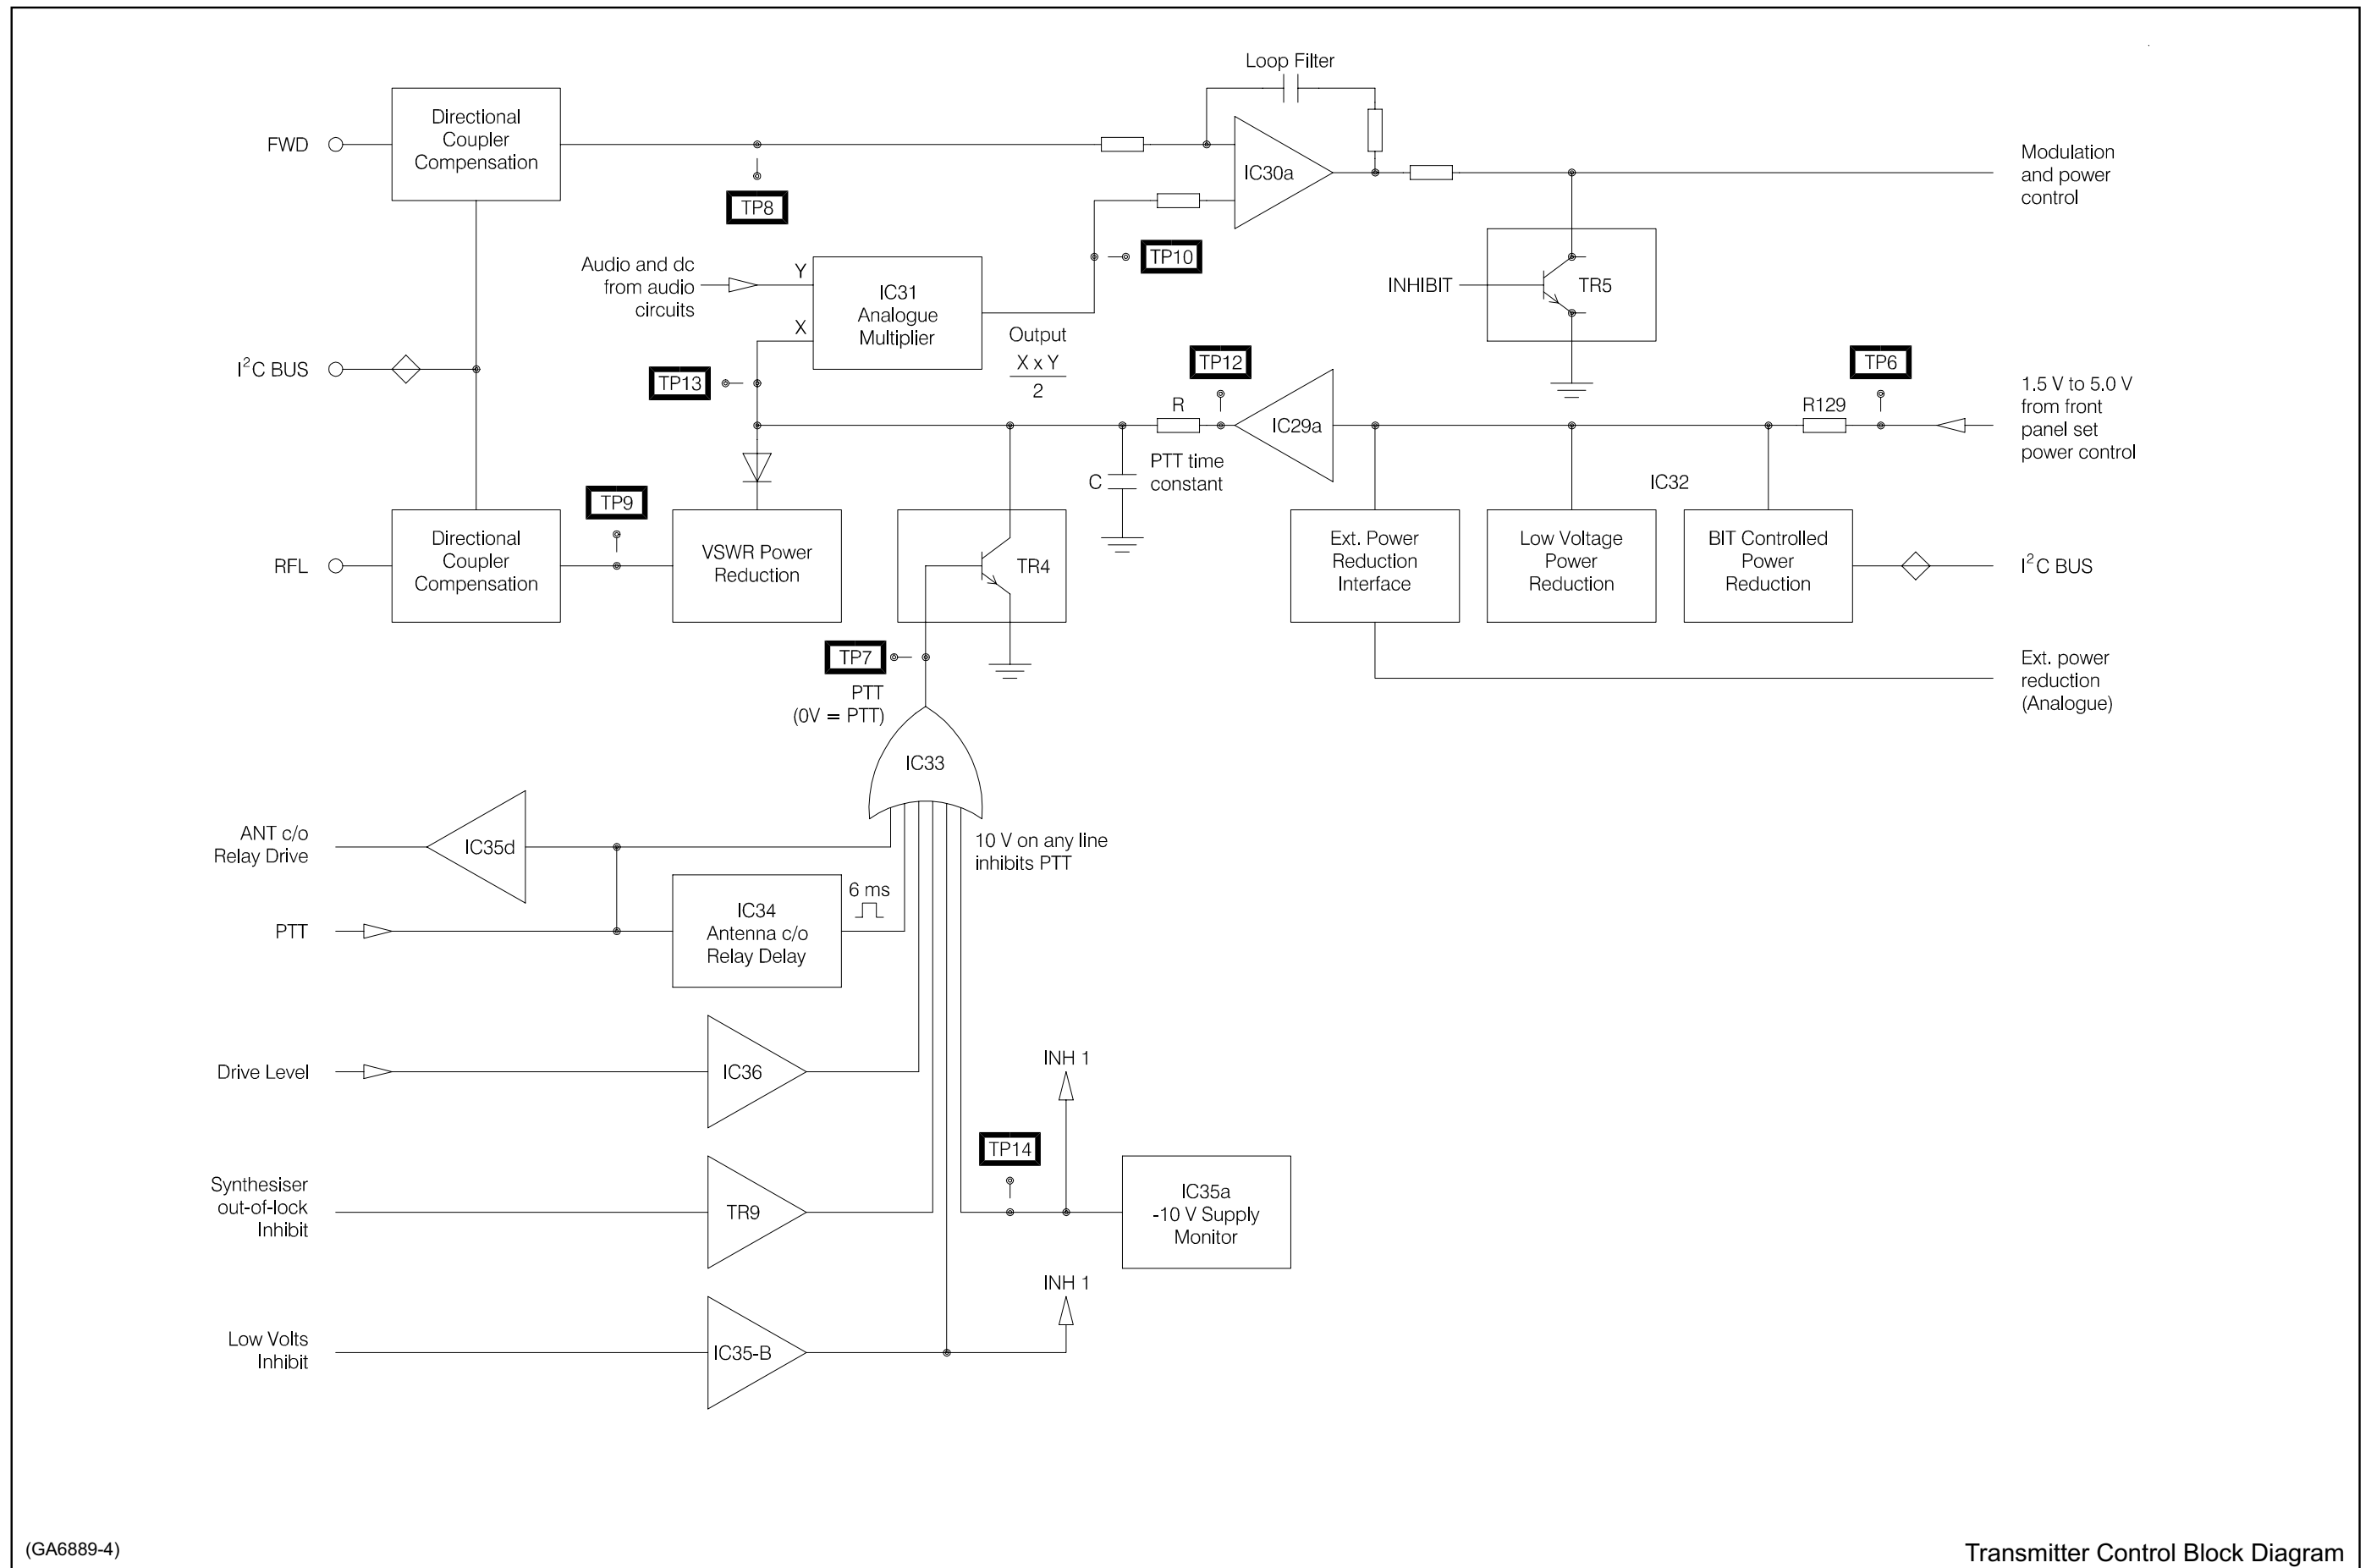 Loop Filter
Directional
Coupler
Compensation
FWD
TP8
IC30a
Modulation
and power
control
TP10
Audio and dc
from audio
circuits
Y
X
IC31
Analogue
Multiplier
INHIBIT
TR5
Output
X x Y
2
I²C BUS
TP13
TP12
TP6
R
IC29a
R129
1.5 V to 5.0 V
from front
panel set
power control
PTT time
constant
C
IC32
TP9
RFL
Directional
Coupler
Compensation
VSWR Power
Reduction
TR4
Ext. Power
Reduction
Interface
Low Voltage
Power
Reduction
BIT Controlled
Power
Reduction
I²C BUS
TP7
PTT
(0V = PTT)
Ext. power
reduction
(Analogue)
IC33
ANT c/o
Relay Drive
IC35d
10 V on any line
inhibits PTT
6 ms
PTT
IC34
Antenna c/o
Relay Delay
Drive Level
IC36
INH 1
TP14
Synthesiser
out-of-lock
Inhibit
TR9
IC35a
-10 V Supply
Monitor
INH 1
Low Volts
Inhibit
IC35-B
(GA6889-4)
Transmitter Control Block Diagram